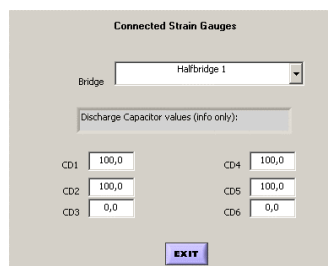 Connected Strain Gauges
Bridge Halfbridge 1
Discharge Capacitor values (info only):
CD1 100,0 CD4 100,0
CD2 100,0 CD5 100,0
CD3 0,0 CD6 0,0
EXIT